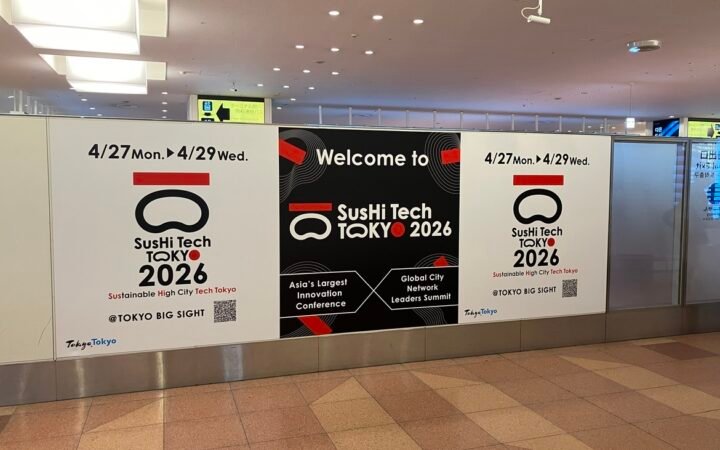 4/27Mon.▶4/29Wed.
SusHi Tech
TOKYO
2026
Sustainable High City Tech Tokyo
@TOKYO BIG SIGHT
Tokyo Tokyo
Welcome to
SusHi Tech
TOKYO 2026
Asia's Largest
Innovation
Conference
Global City
Network
Leaders Summit
4/27Mon.▶4/29Wed.
SusHi Tech
TOKYO
2026
Sustainable High City Tech Tokyo
@TOKYO BIG SIGHT
Tokyo Tokyo